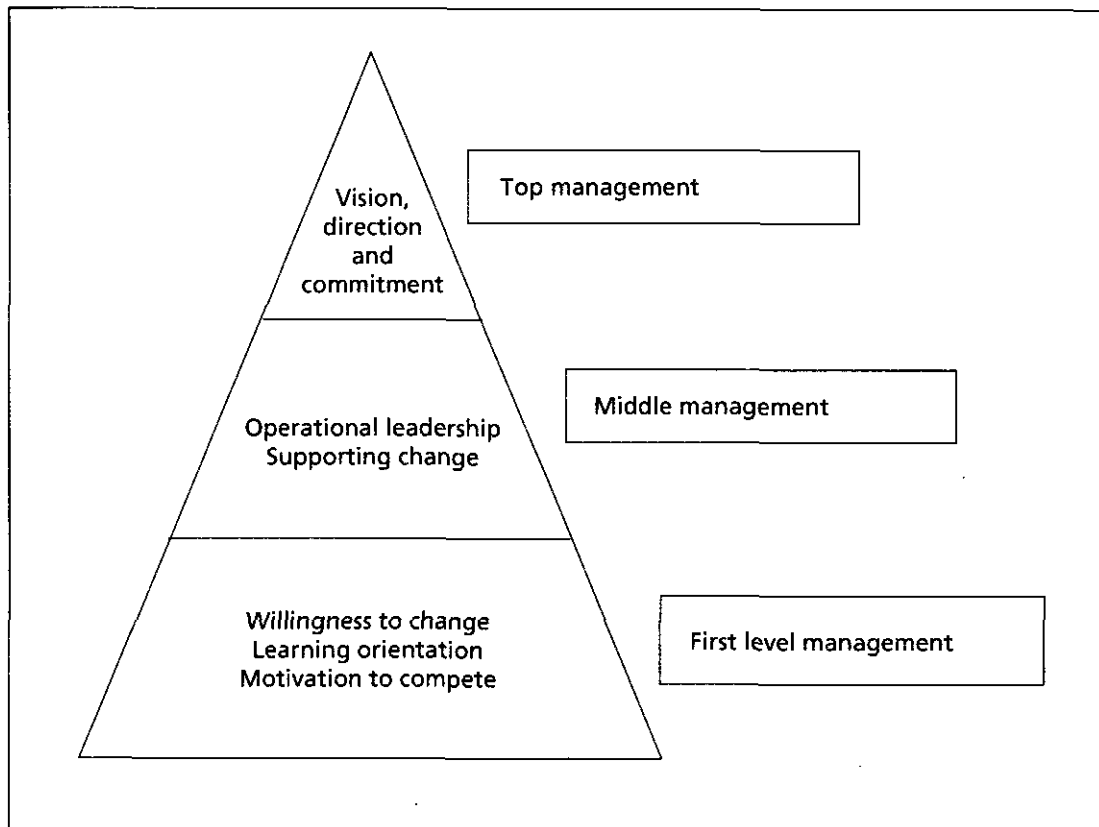 Vision,
direction
and
commitment
Top management
Operational leadership
Supporting change
Middle management
Willingness to change
Learning orientation
Motivation to compete
First level management